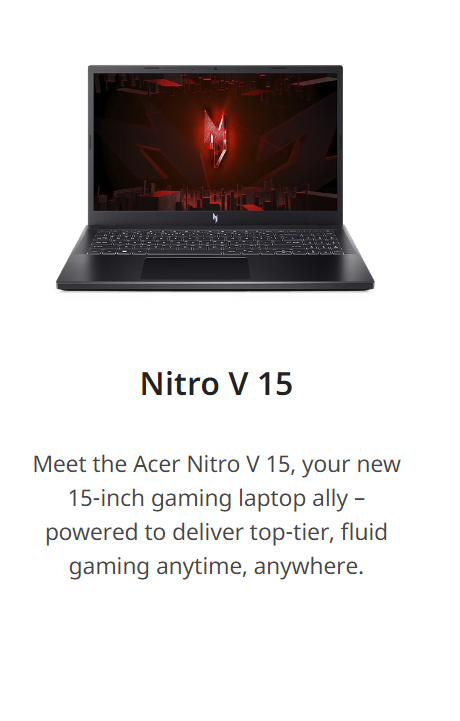 Nitro V 15
Meet the Acer Nitro V 15, your new
15-inch gaming laptop ally –
powered to deliver top-tier, fluid
gaming anytime, anywhere.